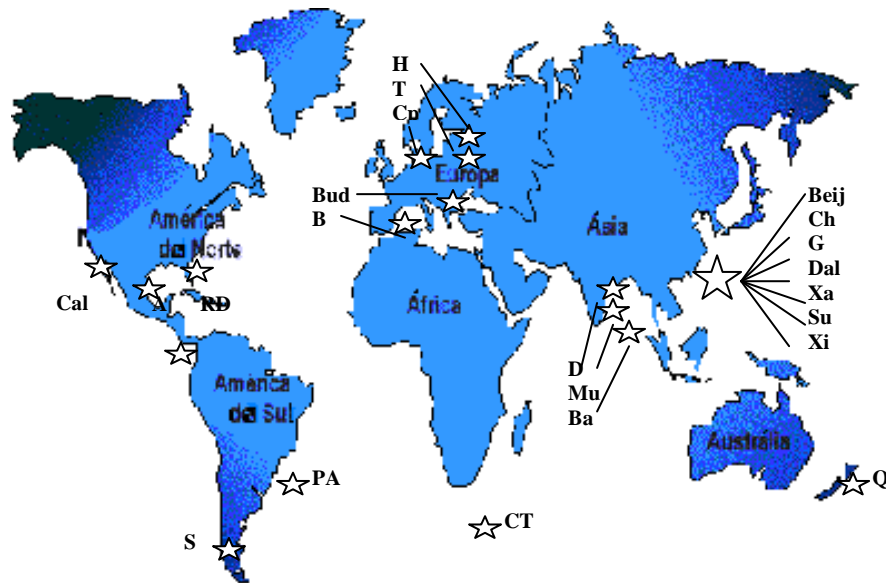 H
T
Cp
Bud
B
Europa
Ásia
América
do Norte
África
América
do Sul
Austrália
Cal
A
RD
Beij
Ch
G
Dal
Xa
Su
Xi
D
Mu
Ba
PA
S
CT
Q